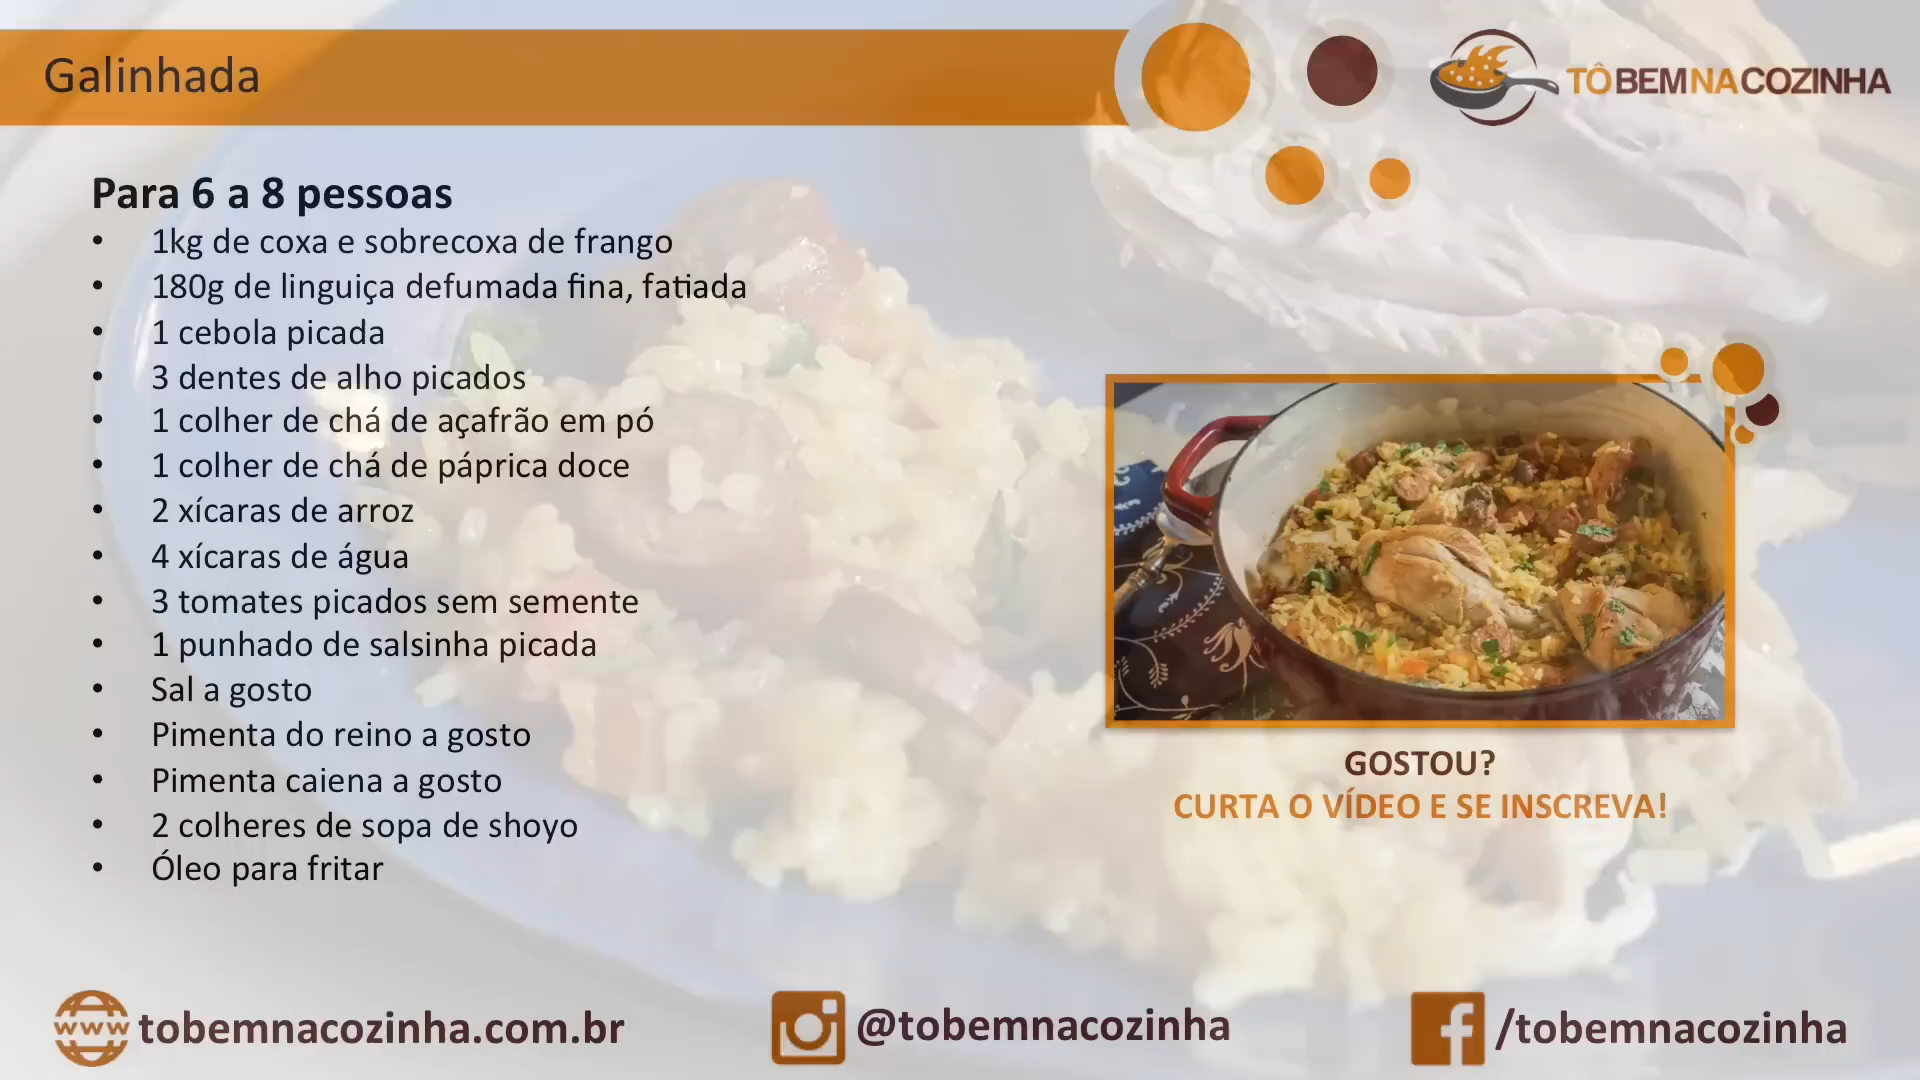 Galinhada
TÔBEMNACOZINHA
Para 6 a 8 pessoas
• 1kg de coxa e sobrecoxa de frango
• 180g de linguiça defumada fina, fatiada
• 1 cebola picada
• 3 dentes de alho picados
• 1 colher de chá de açafrão em pó
• 1 colher de chá de páprica doce
• 2 xícaras de arroz
• 4 xícaras de água
• 3 tomates picados sem semente
• 1 punhado de salsinha picada
• Sal a gosto
• Pimenta do reino a gosto
• Pimenta caiena a gosto
• 2 colheres de sopa de shoyo
• Óleo para fritar
GOSTOU?
CURTA O VÍDEO E SE INSCREVA!
www tobemnacozinha.com.br
@tobemnacozinha
/tobemnacozinha